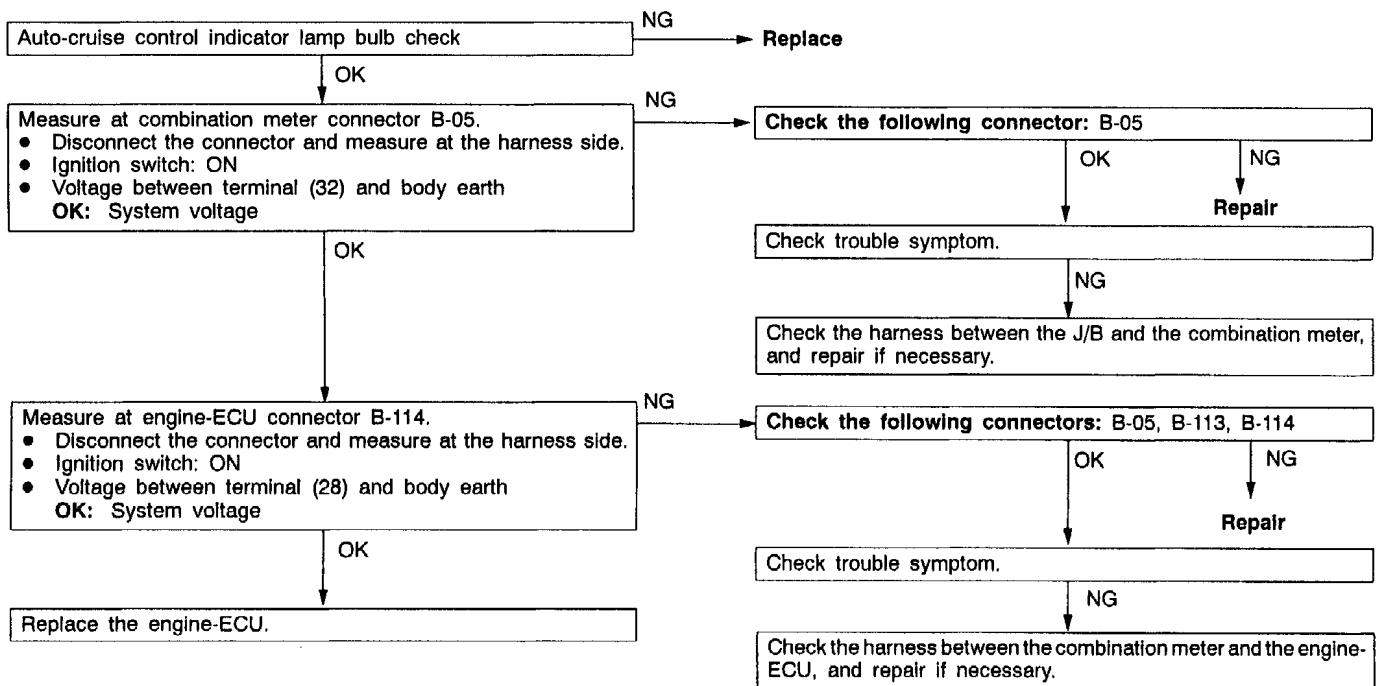 Auto-cruise control indicator lamp bulb check
NG
Replace
OK
Measure at combination meter connector B-05.
● Disconnect the connector and measure at the harness side.
● Ignition switch: ON
● Voltage between terminal (32) and body earth
OK: System voltage
NG
Check the following connector: B-05
OK
NG
Repair
Check trouble symptom.
NG
Check the harness between the J/B and the combination meter,
and repair if necessary.
OK
Measure at engine-ECU connector B-114.
● Disconnect the connector and measure at the harness side.
● Ignition switch: ON
● Voltage between terminal (28) and body earth
OK: System voltage
NG
Check the following connectors: B-05, B-113, B-114
OK
NG
Repair
Check trouble symptom.
NG
Check the harness between the combination meter and the engine-
ECU, and repair if necessary.
OK
Replace the engine-ECU.